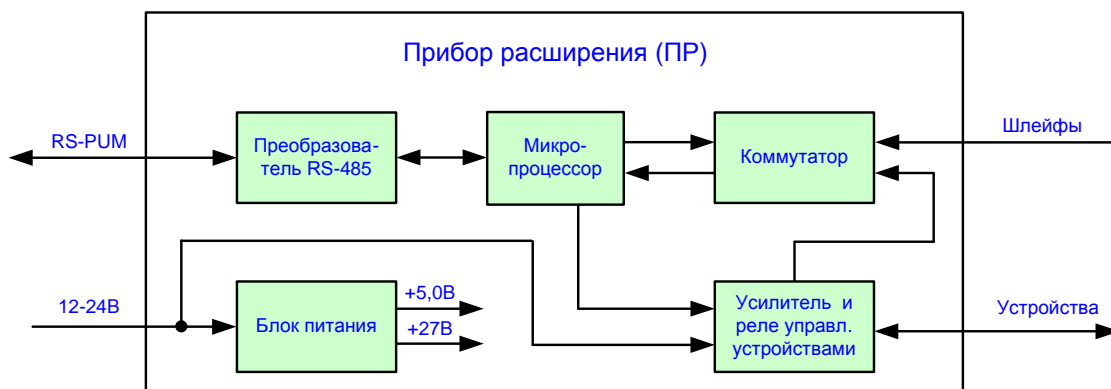 Прибор расширения (ПР)
RS-PUM
Преобразова-
тель RS-485
Микро-
процессор
Коммутатор
Шлейфы
12-24В
Блок питания
+5,0В
+27В
Усилитель и
реле управл.
устройствами
Устройства